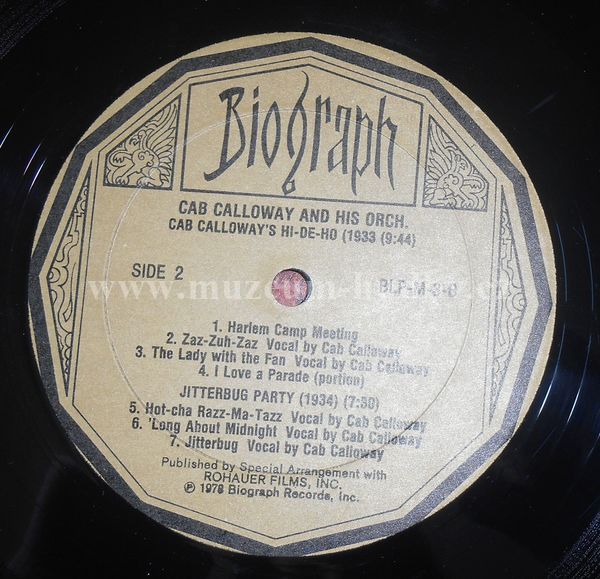 Biograph
CAB CALLOWAY AND HIS ORCH.
CAB CALLOWAY'S HI-DE-HO (1933 (9:44)
SIDE 2
1. Harlem Camp Meeting
2. Zaz-Zuh-Zaz Vocal by Cab Calloway
3. The Lady with the Fan Vocal by Cab Calloway
4. I Love a Parade (portion)
JITTERBUG PARTY (1934) (7:50)
5. Hot-cha Razz-Ma-Tazz Vocal by Cab Calloway
6. 'Long About Midnight Vocal by Cab Calloway
7. Jitterbug Vocal by Cab Calloway
Published by Special Arrangement with
ROHAUER FILMS, INC.
℗ 1978 Biograph Records, Inc.